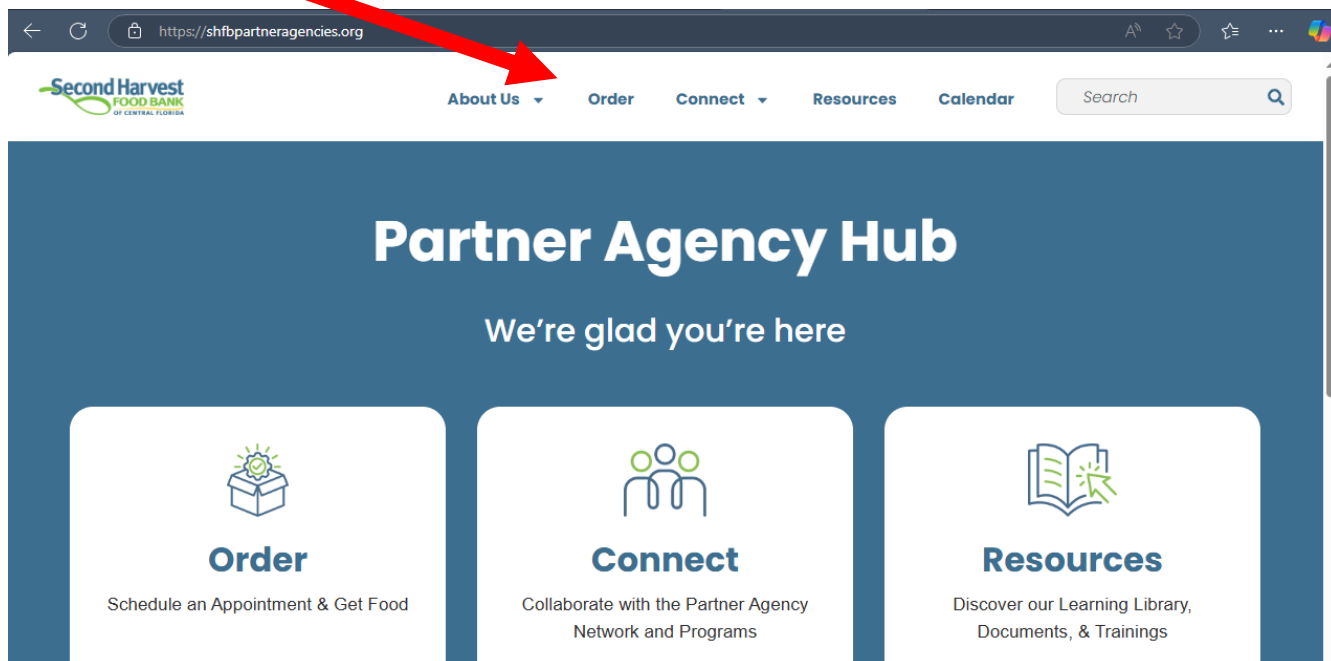 https://shfbpartneragencies.org
Second Harvest
FOOD BANK
OF CENTRAL FLORIDA
About Us Order Connect Resources Calendar Search
Partner Agency Hub
We're glad you're here
Order Connect Resources
Schedule an Appointment & Get Food Collaborate with the Partner Agency Discover our Learning Library,
Network and Programs Documents, & Trainings